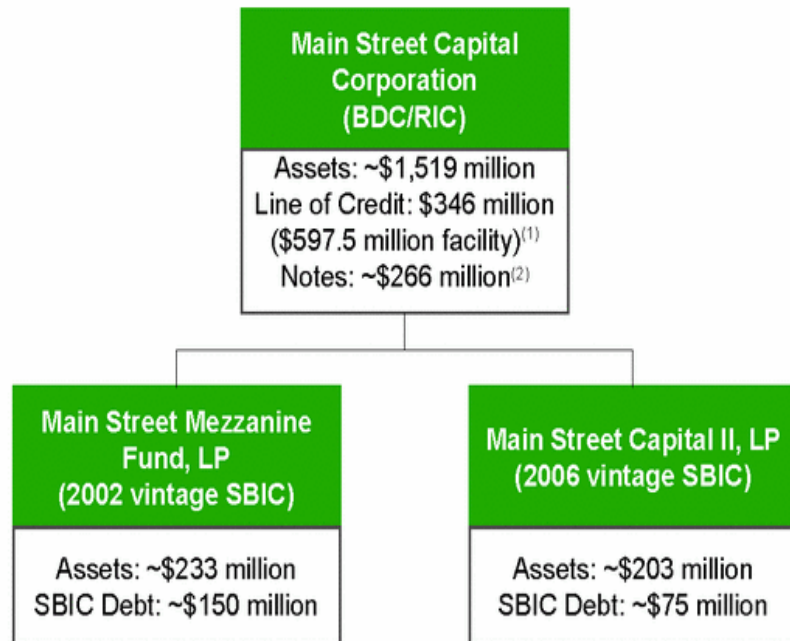 Main Street Capital
Corporation
(BDC/RIC)
Assets: ~$1,519 million
Line of Credit: $346 million
($597.5 million facility)(1)
Notes: ~$266 million(2)
Main Street Mezzanine
Fund, LP
(2002 vintage SBIC)
Assets: ~$233 million
SBIC Debt: ~$150 million
Main Street Capital II, LP
(2006 vintage SBIC)
Assets: ~$203 million
SBIC Debt: ~$75 million